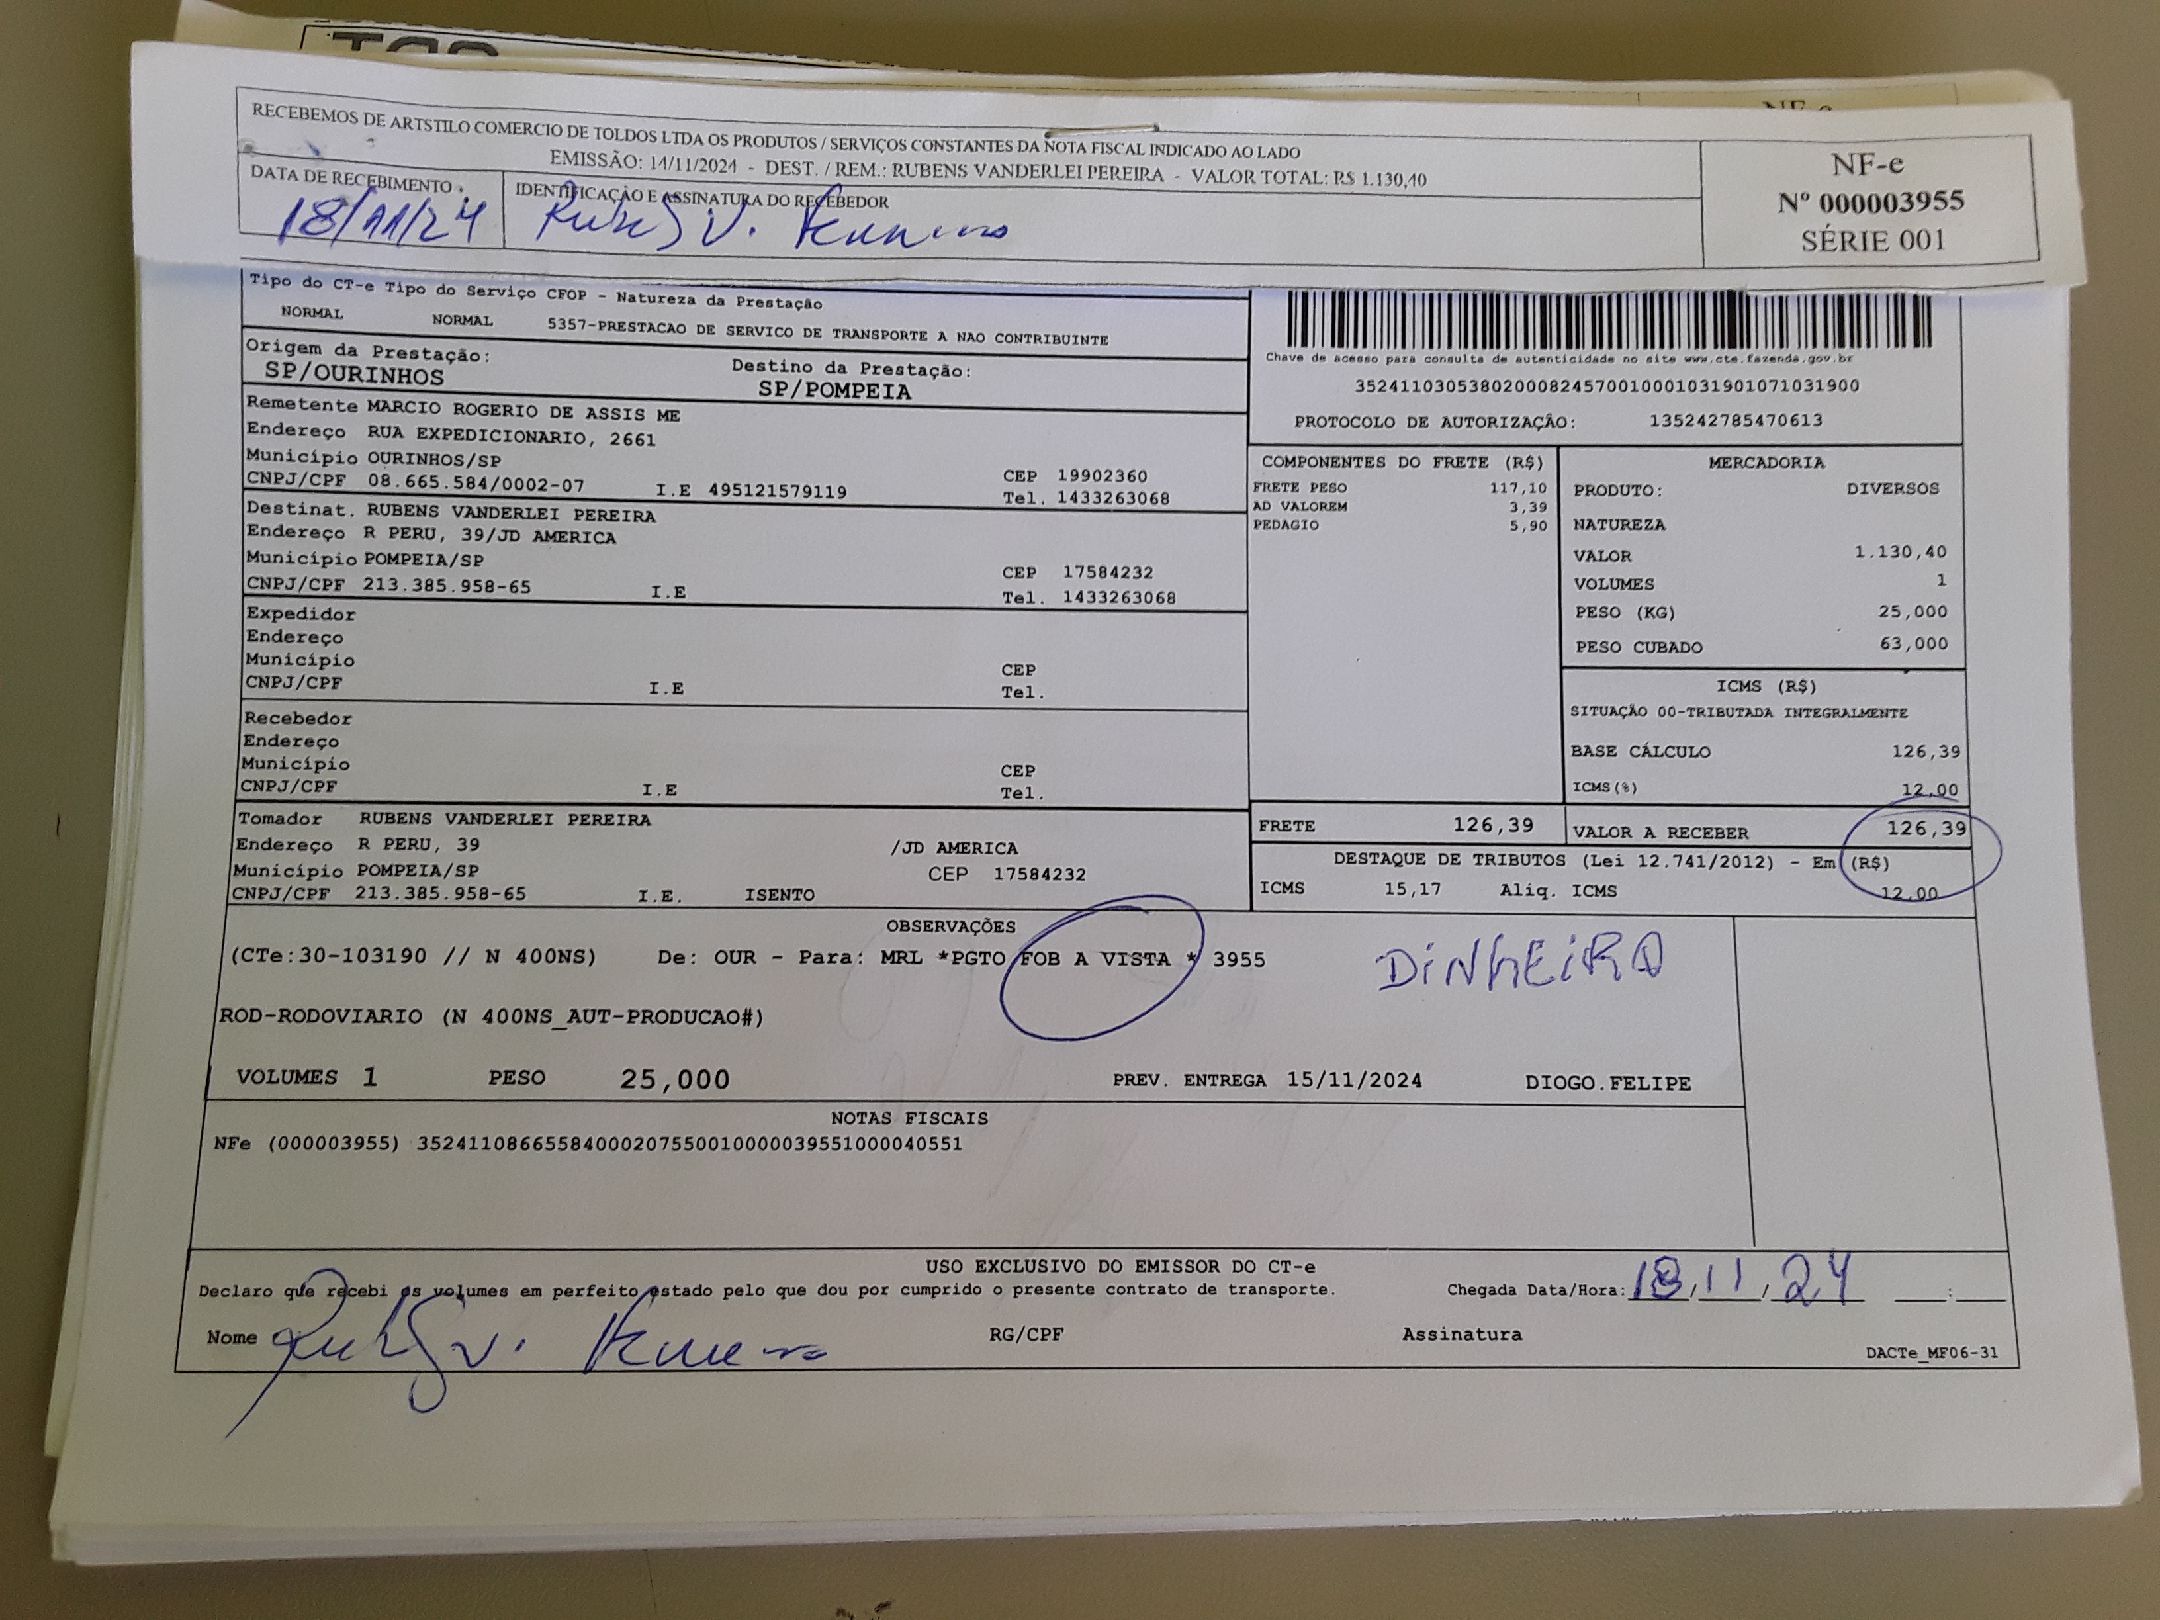 RECEBEMOS DE ARTSTILO COMERCIO DE TOLDOS LTDA OS PRODUTOS / SERVIÇOS CONSTANTES DA NOTA FISCAL INDICADO AO LADO
EMISSÃO: 14/11/2024 - DEST. / REM.: RUBENS VANDERLEI PEREIRA - VALOR TOTAL: R$ 1.130,40
DATA DE RECEBIMENTO
18/11/24
IDENTIFICAÇÃO E ASSINATURA DO RECEBEDOR
NF-e
Nº 000003955
SÉRIE 001
Tipo do CT-e Tipo do Serviço CFOP - Natureza da Prestação
NORMAL NORMAL 5357-PRESTACAO DE SERVICO DE TRANSPORTE A NAO CONTRIBUINTE
Origem da Prestação: Destino da Prestação:
SP/OURINHOS SP/POMPEIA
Remetente MARCIO ROGERIO DE ASSIS ME
Endereço RUA EXPEDICIONARIO, 2661
Município OURINHOS/SP CEP 19902360
CNPJ/CPF 08.665.584/0002-07 I.E 495121579119 Tel. 1433263068
Destinat. RUBENS VANDERLEI PEREIRA
Endereço R PERU, 39/JD AMERICA
Município POMPEIA/SP CEP 17584232
CNPJ/CPF 213.385.958-65 I.E Tel. 1433263068
Expedidor
Endereço
Município CEP
CNPJ/CPF I.E Tel.
Recebedor
Endereço
Município CEP
CNPJ/CPF I.E Tel.
Tomador RUBENS VANDERLEI PEREIRA
Endereço R PERU, 39 /JD AMERICA
Município POMPEIA/SP CEP 17584232
CNPJ/CPF 213.385.958-65 I.E. ISENTO
Chave de acesso para consulta de autenticidade no site www.cte.fazenda.gov.br
35241103053802000824570010001031901071031900
PROTOCOLO DE AUTORIZAÇÃO: 135242785470613
COMPONENTES DO FRETE (R$)
FRETE PESO 117,10
AD VALOREM 3,39
PEDAGIO 5,90
MERCADORIA
PRODUTO: DIVERSOS
NATUREZA
VALOR 1.130,40
VOLUMES 1
PESO (KG) 25,000
PESO CUBADO 63,000
ICMS (R$)
SITUAÇÃO 00-TRIBUTADA INTEGRALMENTE
BASE CÁLCULO 126,39
ICMS(%) 12,00
FRETE 126,39 VALOR A RECEBER 126,39
DESTAQUE DE TRIBUTOS (Lei 12.741/2012) - Em (R$)
ICMS 15,17 Aliq. ICMS 12,00
OBSERVAÇÕES
(CTe:30-103190 // N 400NS) De: OUR - Para: MRL *PGTO FOB A VISTA * 3955
DINHEIRO
ROD-RODOVIARIO (N 400NS_AUT-PRODUCAO#)
VOLUMES 1 PESO 25,000 PREV. ENTREGA 15/11/2024 DIOGO.FELIPE
NOTAS FISCAIS
NFe (000003955) 35241108665584000207550010000039551000040551
USO EXCLUSIVO DO EMISSOR DO CT-e
Declaro que recebi os volumes em perfeito estado pelo que dou por cumprido o presente contrato de transporte. Chegada Data/Hora: 18/11/24 :
Nome RG/CPF Assinatura
DACTe_MF06-31